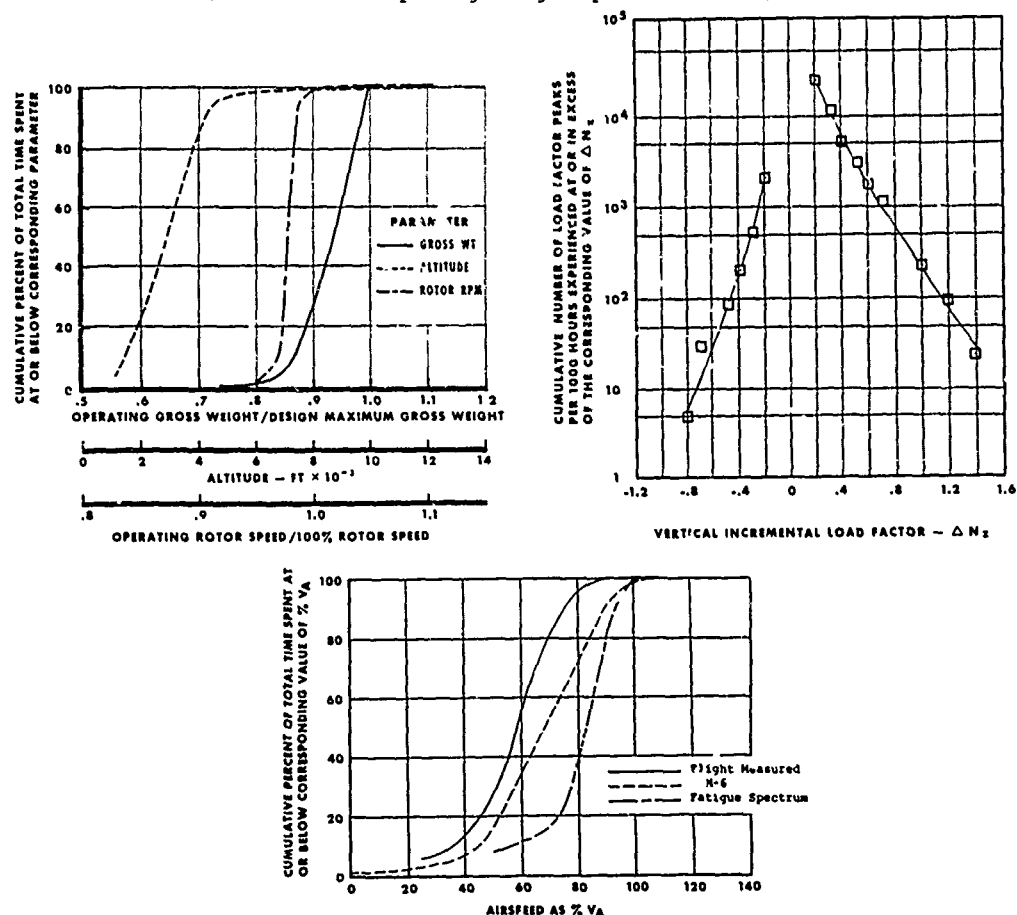 CUMULATIVE PERCENT OF TOTAL TIME SPENT
AT OR BELOW CORRESPONDING PARAMETER
100
80
60
40
20
0
PARAMETER
GROSS WT
ALTITUDE
ROTOR RPM
.5 .6 .7 .8 .9 1.0 1.1 1.2
OPERATING GROSS WEIGHT/DESIGN MAXIMUM GROSS WEIGHT
0 2 4 6 8 10 12 14
ALTITUDE — FT × 10⁻³
.8 .9 1.0 1.1
OPERATING ROTOR SPEED/100% ROTOR SPEED
CUMULATIVE NUMBER OF LOAD FACTOR PEAKS
PER 1000 HOURS EXPERIENCED AT OR IN EXCESS
OF THE CORRESPONDING VALUE OF Δ Nz
10⁵
10⁴
10³
10²
10
1
-1.2 -.8 -.4 0 .4 .8 1.2 1.6
VERTICAL INCREMENTAL LOAD FACTOR — Δ Nz
CUMULATIVE PERCENT OF TOTAL TIME SPENT AT
OR BELOW CORRESPONDING VALUE OF % VA
100
80
60
40
20
0
Flight Measured
M-6
Fatigue Spectrum
0 20 40 60 80 100 120 140
AIRSFEED AS % VA